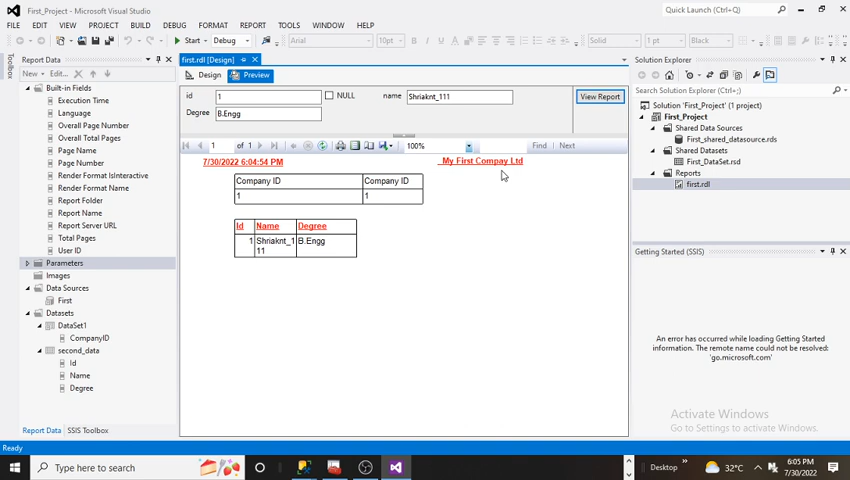 First_Project - Microsoft Visual Studio
Quick Launch (Ctrl+Q)
FILE EDIT VIEW PROJECT BUILD DEBUG FORMAT REPORT TOOLS WINDOW HELP
Start Debug Arial 10pt Solid 1 pt Black
Toolbox
Report Data
New Edit...
Built-in Fields
Execution Time
Language
Overall Page Number
Overall Total Pages
Page Name
Page Number
Render Format IsInteractive
Render Format Name
Report Folder
Report Name
Report Server URL
Total Pages
User ID
Parameters
Images
Data Sources
First
Datasets
DataSet1
CompanyID
second_data
Id
Name
Degree
Report Data SSIS Toolbox
first.rdl [Design]
Design Preview
id 1 NULL name Shriaknt_111 View Report
Degree B.Engg
1 of 1 100% Find Next
7/30/2022 6:04:54 PM My First Compay Ltd
Company ID Company ID
1 1
Id Name Degree
1 Shriaknt_1 B.Engg
11
Solution Explorer
Search Solution Explorer (Ctrl+;)
Solution 'First_Project' (1 project)
First_Project
Shared Data Sources
First_shared_datasource.rds
Shared Datasets
First_DataSet.rsd
Reports
first.rdl
Getting Started (SSIS)
An error has occurred while loading Getting Started
information. The remote name could not be resolved:
'go.microsoft.com'
Activate Windows
Go to Settings to activate Windows.
Ready
Type here to search
Desktop
32°C
6:05 PM
7/30/2022